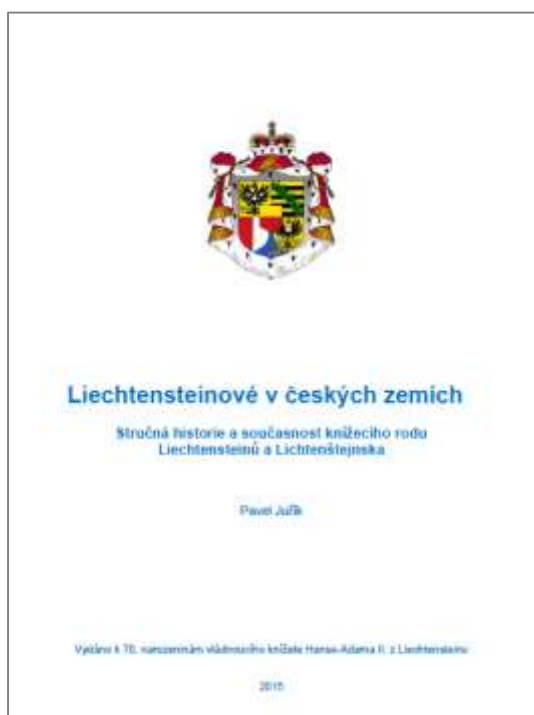 Liechtensteinové v českých zemích
Stručná historie a současnost knížecího rodu
Liechtensteinů a Lichtenštejnska
Pavel Juřík
Vydáno k 70. narozeninám vládnoucího knížete Hanse-Adama II. z Liechtensteinu
2015